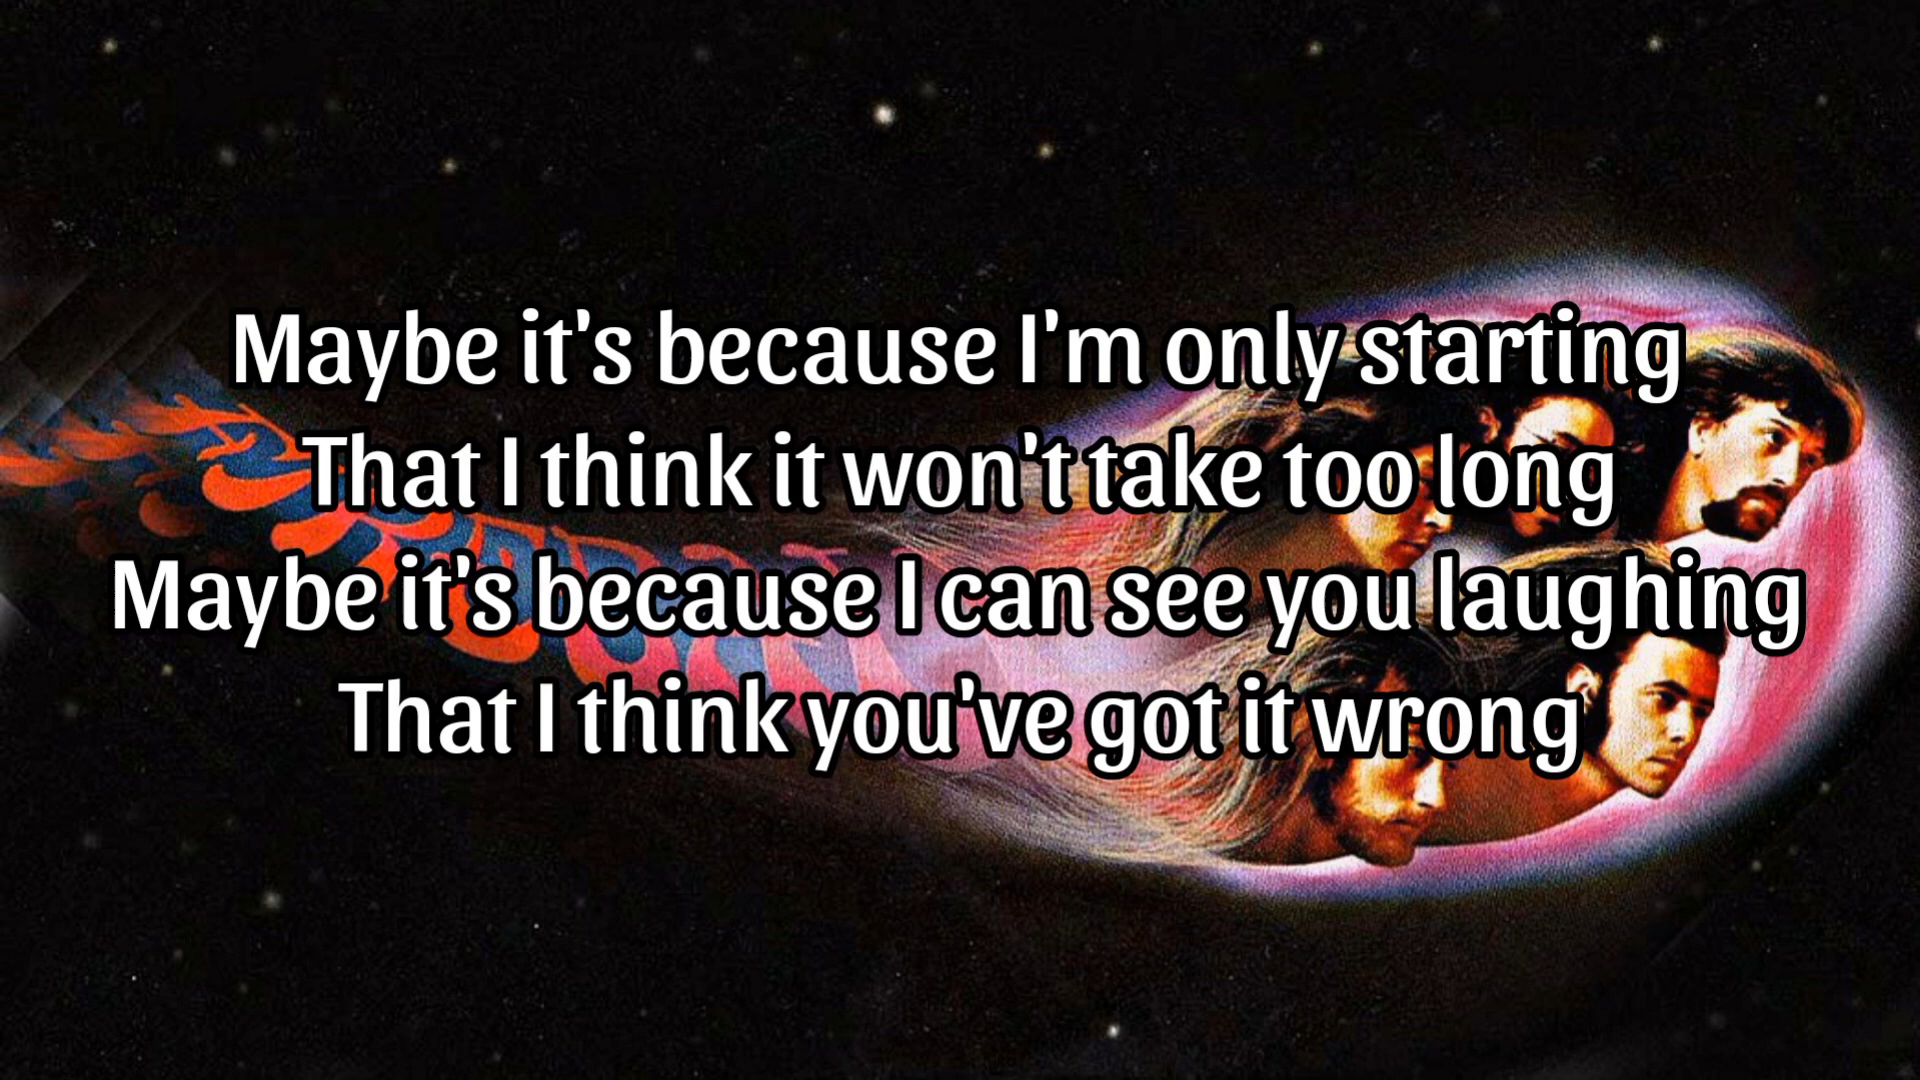 Maybe it's because I'm only starting
That I think it won't take too long
Maybe it's because I can see you laughing
That I think you've got it wrong